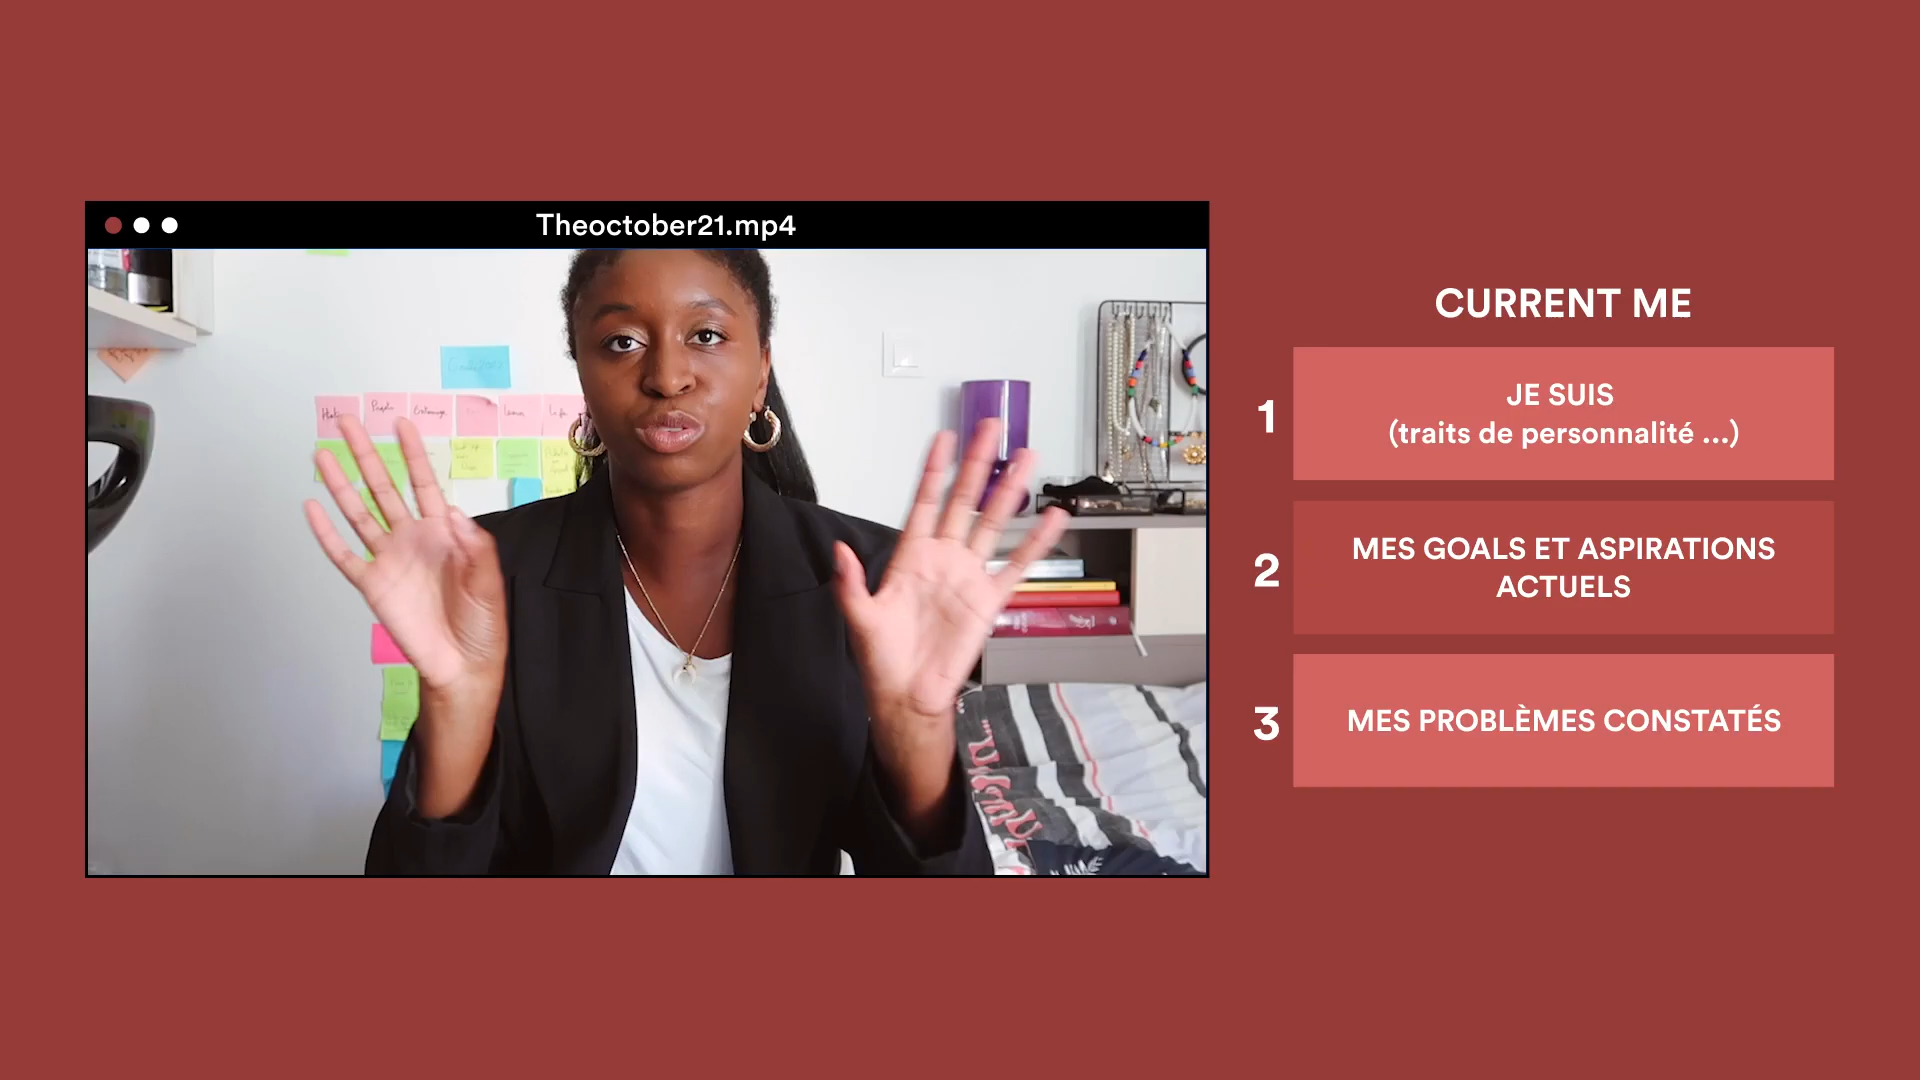 Theoctober21.mp4
CURRENT ME
1
JE SUIS
(traits de personnalité ...)
2
MES GOALS ET ASPIRATIONS
ACTUELS
3
MES PROBLÈMES CONSTATÉS